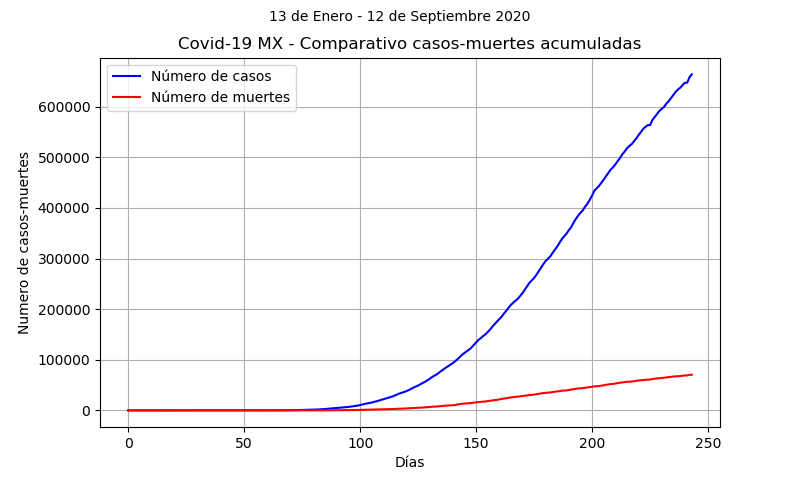 13 de Enero - 12 de Septiembre 2020
Covid-19 MX - Comparativo casos-muertes acumuladas
Número de casos
Número de muertes
Numero de casos-muertes
600000
500000
400000
300000
200000
100000
0
0 50 100 150 200 250
Días